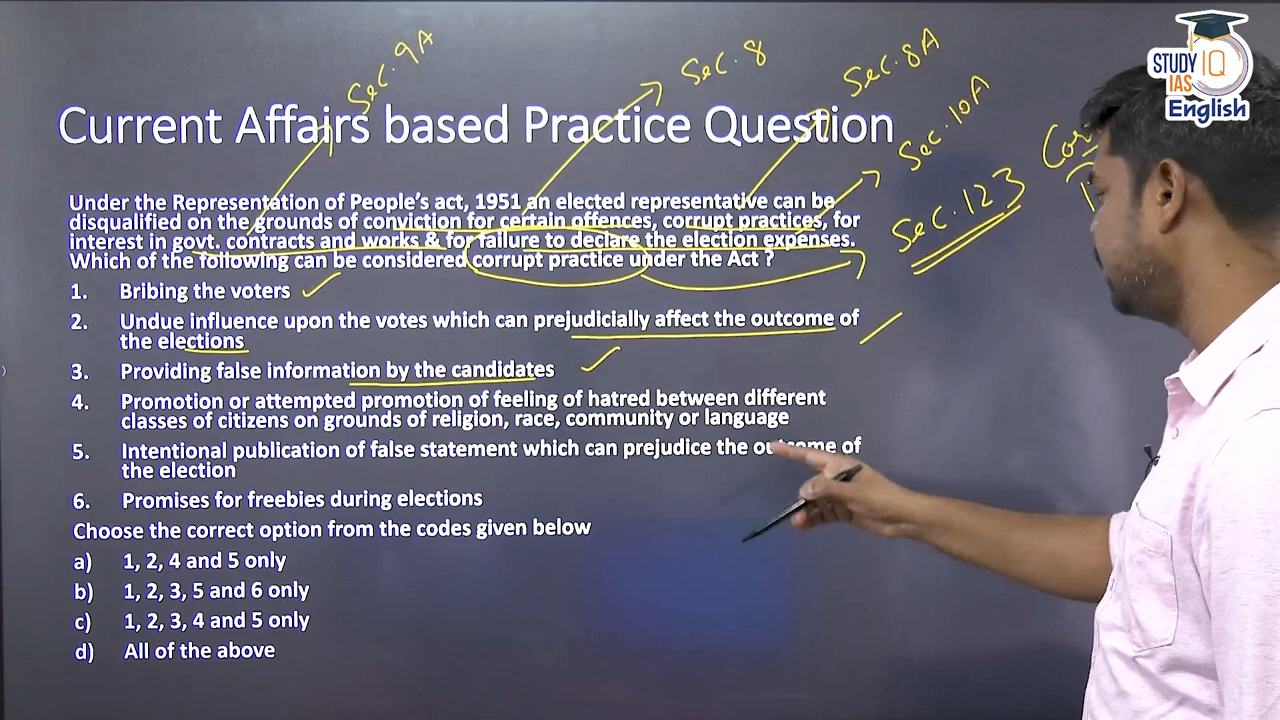 Sec. 9A
Sec. 8
Sec. 8A
Sec. 10A
Sec. 123
STUDY IQ
IAS
English
Current Affairs based Practice Question
Under the Representation of People's act, 1951 an elected representative can be
disqualified on the grounds of conviction for certain offences, corrupt practices, for
interest in govt. contracts and works & for failure to declare the election expenses.
Which of the following can be considered corrupt practice under the Act ?
1. Bribing the voters
2. Undue influence upon the votes which can prejudicially affect the outcome of
the elections
3. Providing false information by the candidates
4. Promotion or attempted promotion of feeling of hatred between different
classes of citizens on grounds of religion, race, community or language
5. Intentional publication of false statement which can prejudice the outcome of
the election
6. Promises for freebies during elections
Choose the correct option from the codes given below
a) 1, 2, 4 and 5 only
b) 1, 2, 3, 5 and 6 only
c) 1, 2, 3, 4 and 5 only
d) All of the above